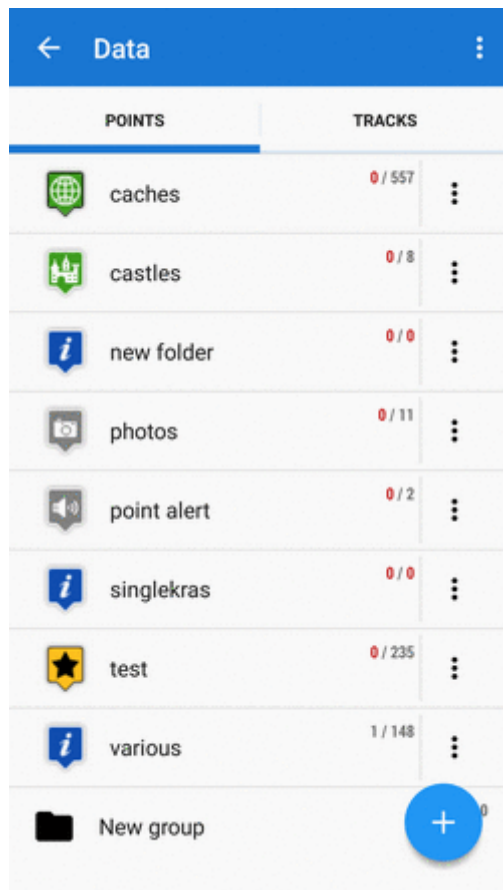 Data
POINTS TRACKS
caches 0 / 557
castles 0 / 8
new folder 0 / 0
photos 0 / 11
point alert 0 / 2
singlekras 0 / 0
test 0 / 235
various 1 / 148
New group 0